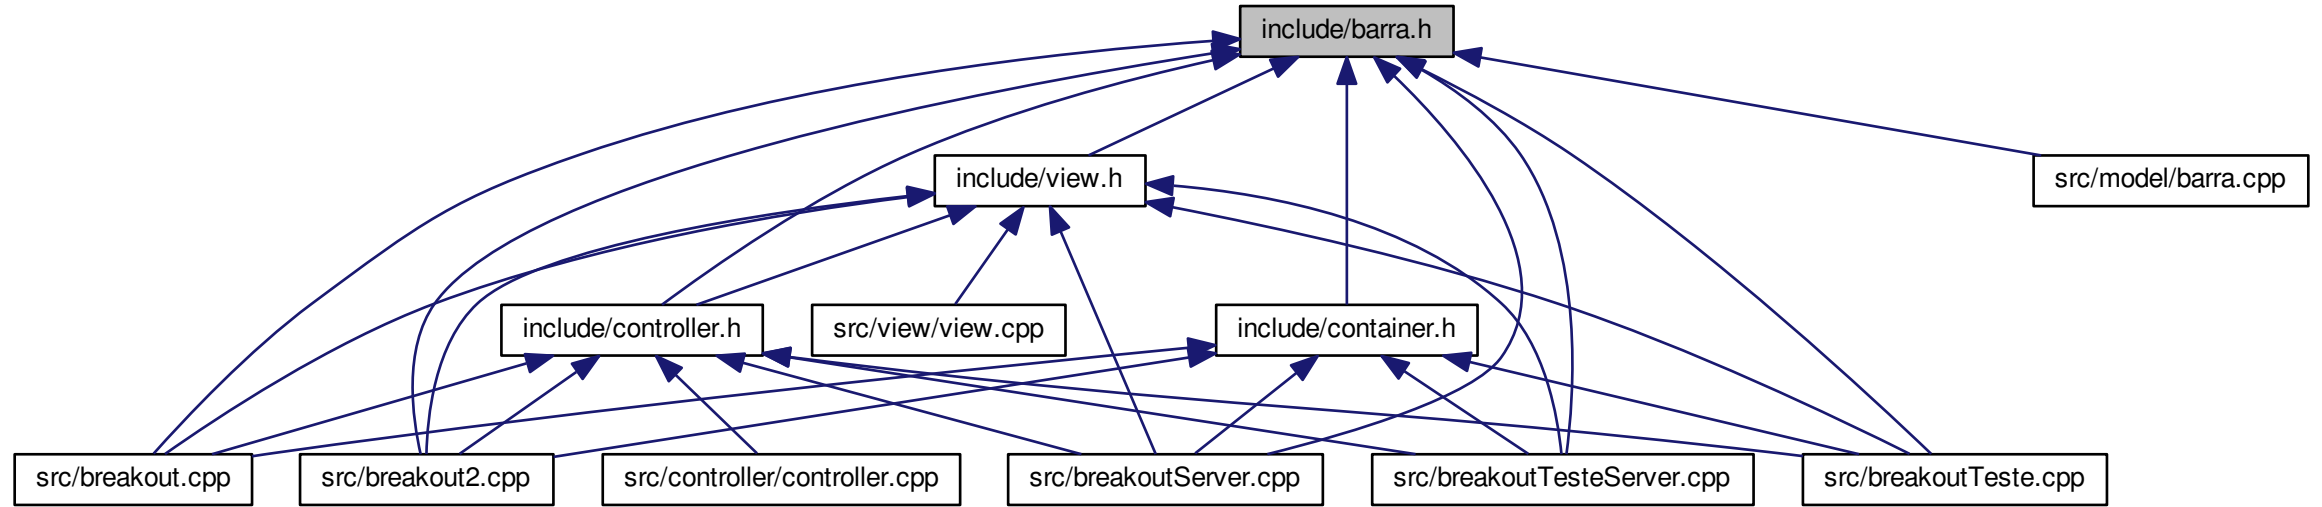 include/barra.h
include/view.h
src/model/barra.cpp
include/controller.h
src/view/view.cpp
include/container.h
src/breakout.cpp
src/breakout2.cpp
src/controller/controller.cpp
src/breakoutServer.cpp
src/breakoutTesteServer.cpp
src/breakoutTeste.cpp